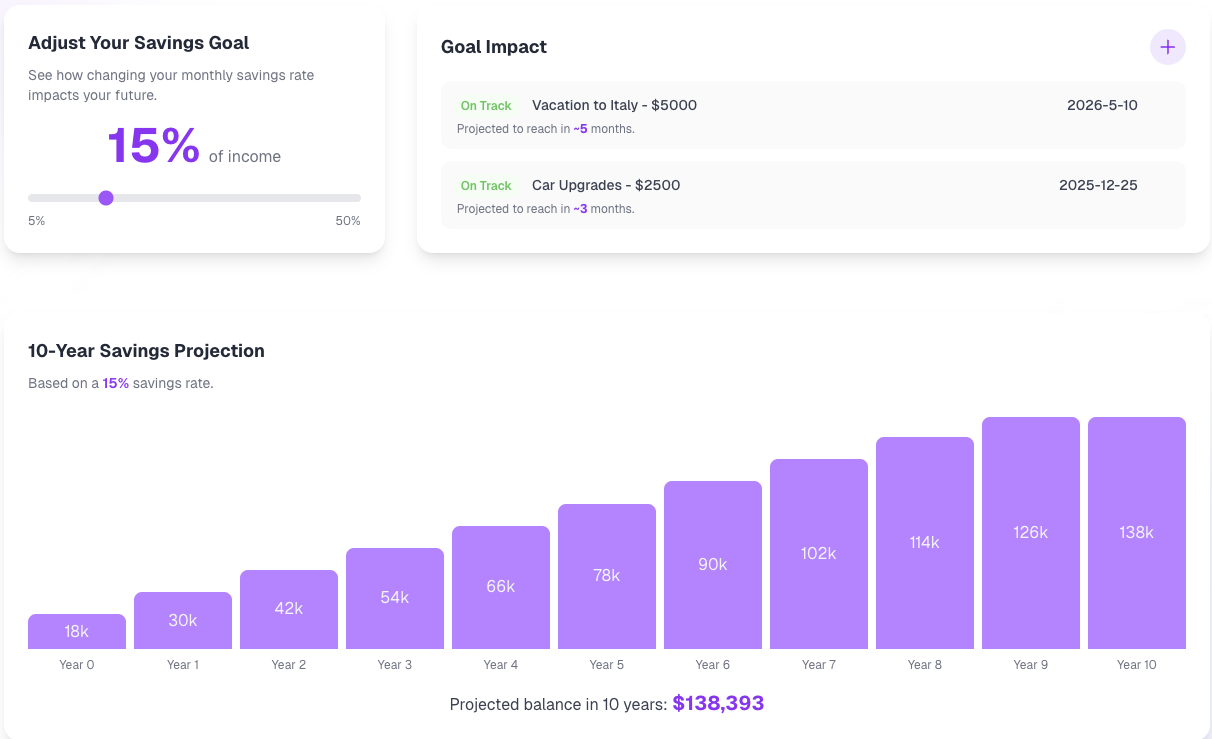 Adjust Your Savings Goal
See how changing your monthly savings rate
impacts your future.
15% of income
5% 50%
Goal Impact
On Track Vacation to Italy - $5000 2026-5-10
Projected to reach in ~5 months.
On Track Car Upgrades - $2500 2025-12-25
Projected to reach in ~3 months.
10-Year Savings Projection
Based on a 15% savings rate.
18k 30k 42k 54k 66k 78k 90k 102k 114k 126k 138k
Year 0 Year 1 Year 2 Year 3 Year 4 Year 5 Year 6 Year 7 Year 8 Year 9 Year 10
Projected balance in 10 years: $138,393